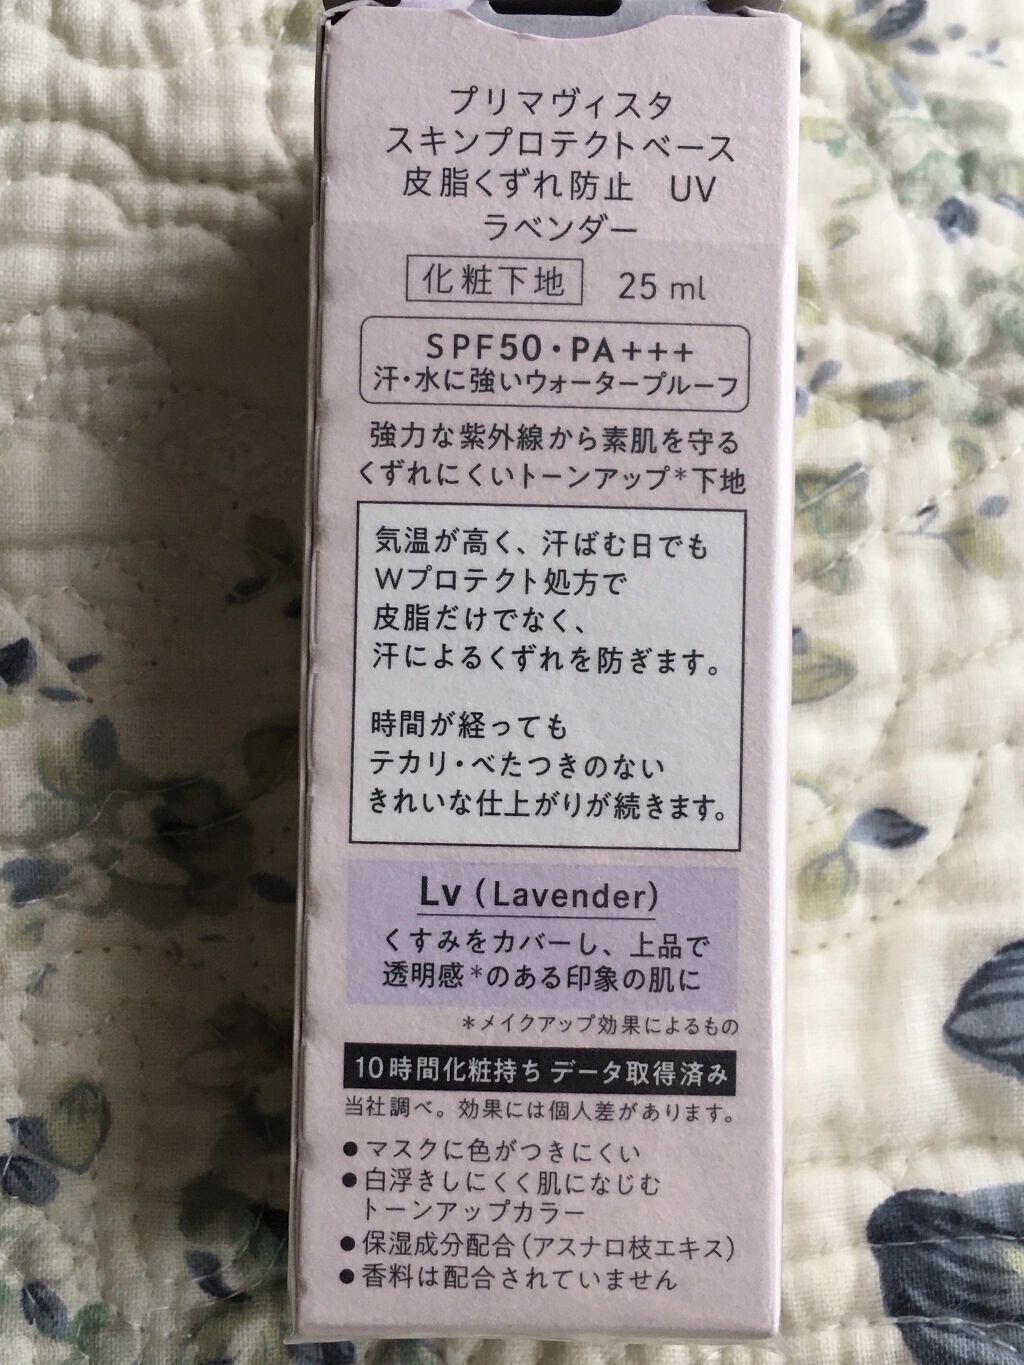 プリマヴィスタ
スキンプロテクトベース
皮脂くずれ防止 UV
ラベンダー
化粧下地 25 ml
SPF50・PA+++
汗・水に強いウォータープルーフ
強力な紫外線から素肌を守る
くずれにくいトーンアップ*下地
気温が高く、汗ばむ日でも
Wプロテクト処方で
皮脂だけでなく、
汗によるくずれを防ぎます。
時間が経っても
テカリ・べたつきのない
きれいな仕上がりが続きます。
Lv (Lavender)
くすみをカバーし、上品で
透明感*のある印象の肌に
*メイクアップ効果によるもの
10時間化粧持ち データ取得済み
当社調べ。効果には個人差があります。
●マスクに色がつきにくい
●白浮きしにくく肌になじむ
トーンアップカラー
●保湿成分配合(アスナロ枝エキス)
●香料は配合されていません